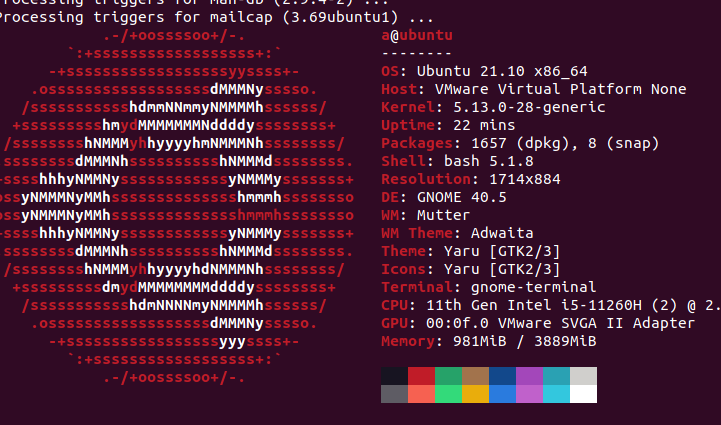 Processing triggers for man-db (2.9.4-2) ...
Processing triggers for mailcap (3.69ubuntu1) ...
.-/+oossssoo+/-.
`:+ssssssssssssssssss+:`
-+ssssssssssssssssssyyssss+-
.ossssssssssssssssssdMMMNysssso.
/ssssssssssshdmmNNmmyNMMMMhssssss/
+ssssssssshmydMMMMMMMNddddyssssssss+
/sssssssshNMMMyhhyyyyhmNMMMNhssssssss/
ssssssssdMMMNhsssssssssshNMMMdssssssss.
sssshhhyNMMNyssssssssssssyNMMMysssssss+
ossyNMMMNyMMhsssssssssssssshmmmhssssssso
ossyNMMMNyMMhsssssssssssssshmmmhssssssso
+sssshhhyNMMNyssssssssssssyNMMMysssssss+
ssssssssdMMMNhsssssssssshNMMMdssssssss.
/sssssssshNMMMyhhyyyyhdNMMMNhssssssss/
+sssssssssdmydMMMMMMMMddddyssssssss+
/ssssssssssshdmNNNNmyNMMMMhssssss/
.ossssssssssssssssssdMMMNysssso.
-+sssssssssssssssssyyyssss+-
`:+ssssssssssssssssss+:`
.-/+oossssoo+/-.
a@ubuntu
--------
OS: Ubuntu 21.10 x86_64
Host: VMware Virtual Platform None
Kernel: 5.13.0-28-generic
Uptime: 22 mins
Packages: 1657 (dpkg), 8 (snap)
Shell: bash 5.1.8
Resolution: 1714x884
DE: GNOME 40.5
WM: Mutter
WM Theme: Adwaita
Theme: Yaru [GTK2/3]
Icons: Yaru [GTK2/3]
Terminal: gnome-terminal
CPU: 11th Gen Intel i5-11260H (2) @ 2.
GPU: 00:0f.0 VMware SVGA II Adapter
Memory: 981MiB / 3889MiB